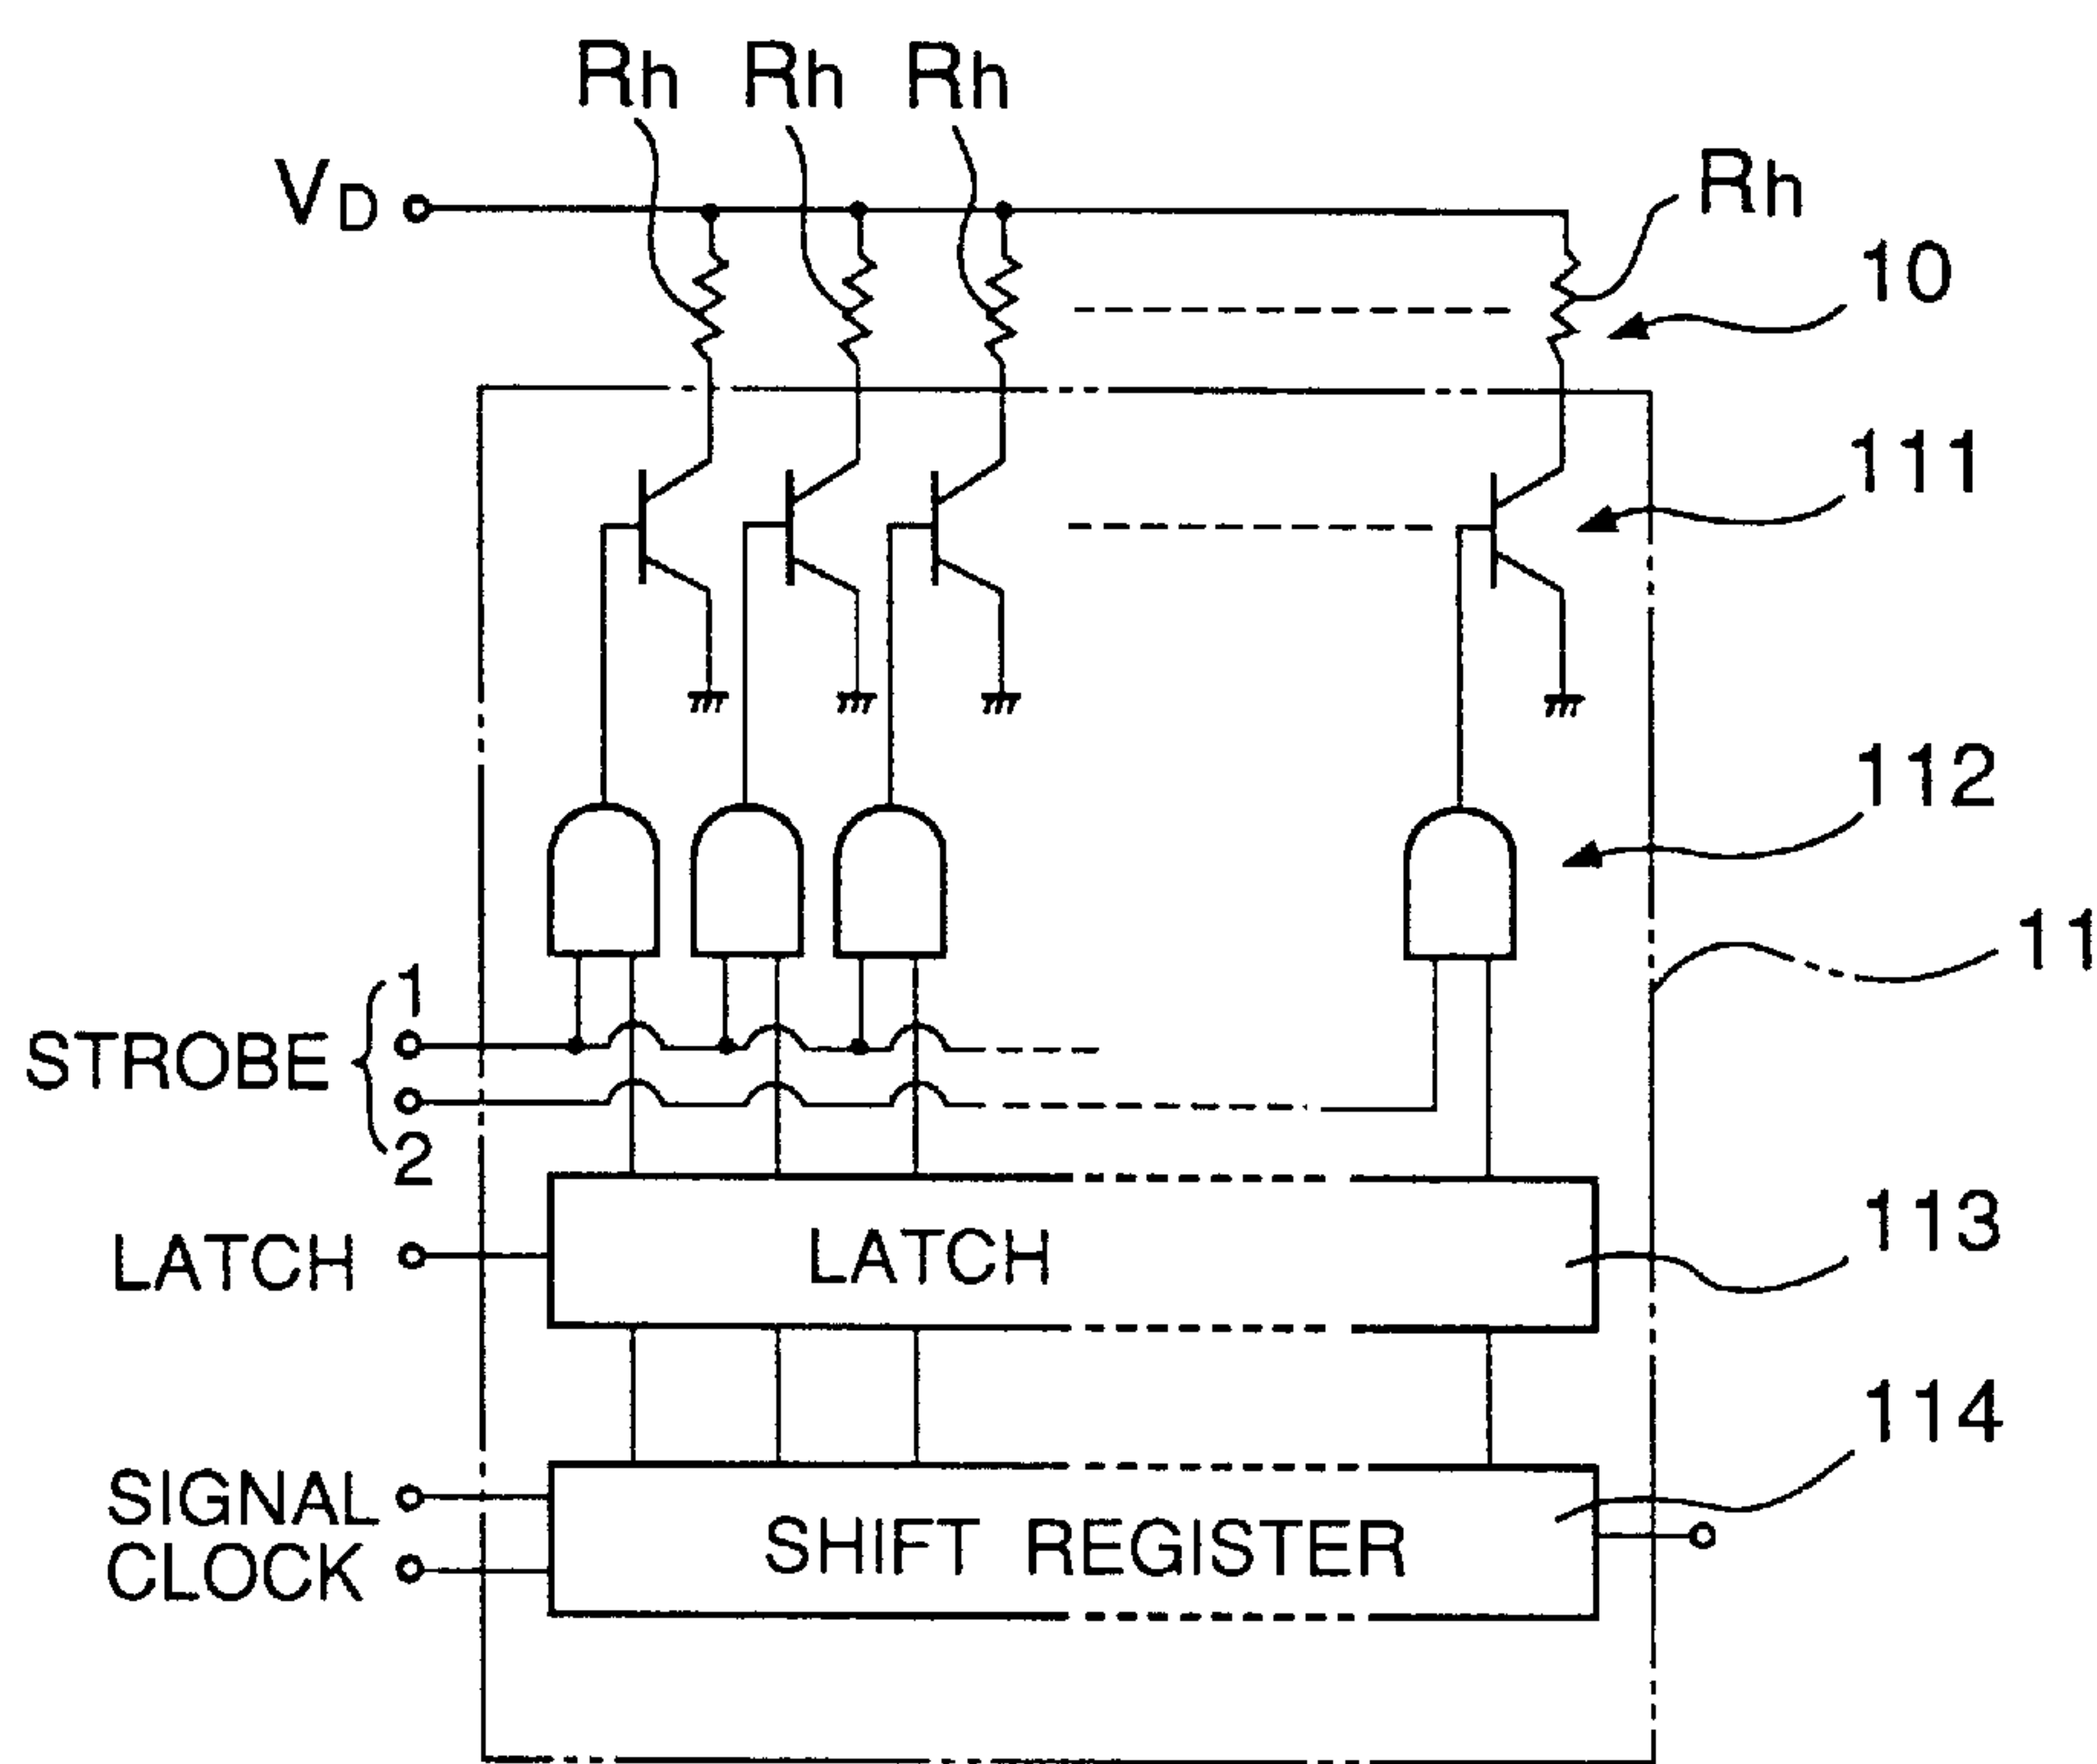 Rh Rh Rh
VD
Rh
10
111
112
11
STROBE
1
2
LATCH
LATCH
113
114
SIGNAL
CLOCK
SHIFT REGISTER